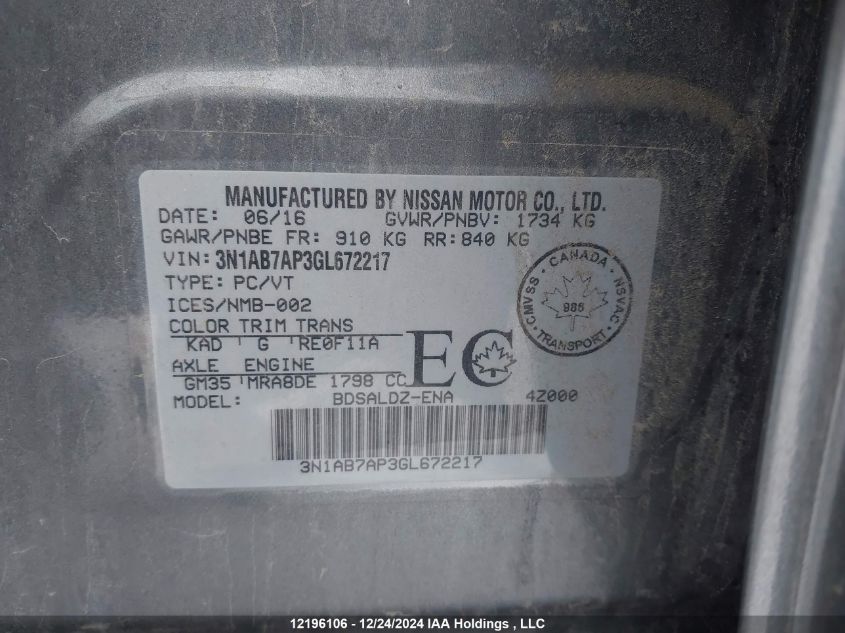 MANUFACTURED BY NISSAN MOTOR CO., LTD.
DATE: 06/16 GVWR/PNBV: 1734 KG
GAWR/PNBE FR: 910 KG RR:840 KG
VIN: 3N1AB7AP3GL672217
TYPE: PC/VT
ICES/NMB-002
COLOR TRIM TRANS
KAD G RE0F11A
AXLE ENGINE
GM35 MRA8DE 1798 CC
EC
CANADA
CMVSS
986
NSVAC
TRANSPORT
MODEL: BDSALDZ-ENA 4Z000
3N1AB7AP3GL672217
12196106 - 12/24/2024 IAA Holdings , LLC